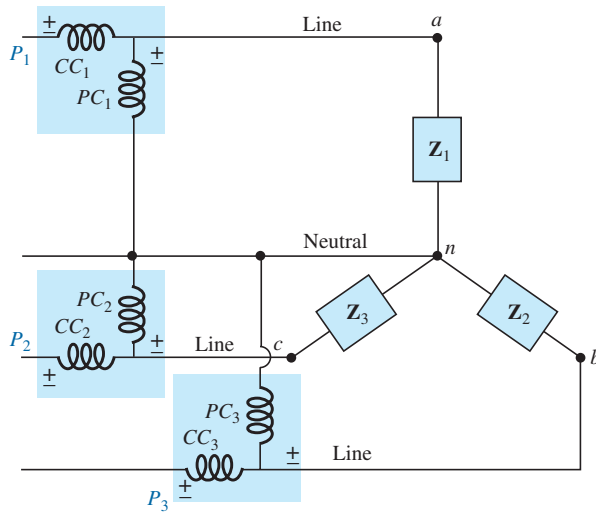 Line
a
±
P₁
CC₁
±
PC₁
Z₁
Neutral
n
PC₂
CC₂
P₂
±
±
Line
c
Z₃
Z₂
b
PC₃
CC₃
±
Line
±
±
P₃